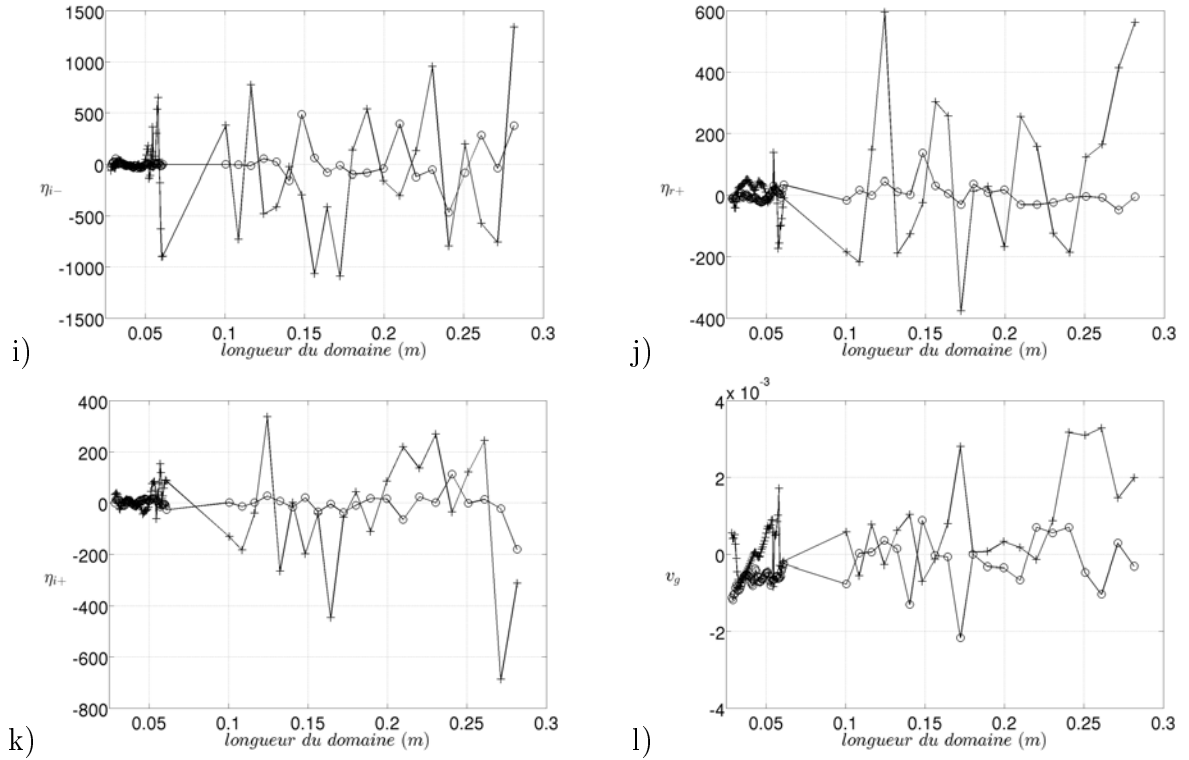 1500
1000
500
0
-500
-1000
-1500
η_{i-}
0.05 0.1 0.15 0.2 0.25 0.3
longueur du domaine (m)
i)
600
400
200
0
-200
-400
η_{r+}
0.05 0.1 0.15 0.2 0.25 0.3
longueur du domaine (m)
j)
400
200
0
-200
-400
-600
-800
η_{i+}
0.05 0.1 0.15 0.2 0.25 0.3
longueur du domaine (m)
k)
x 10^{-3}
4
2
0
-2
-4
v_g
0.05 0.1 0.15 0.2 0.25 0.3
longueur du domaine (m)
l)